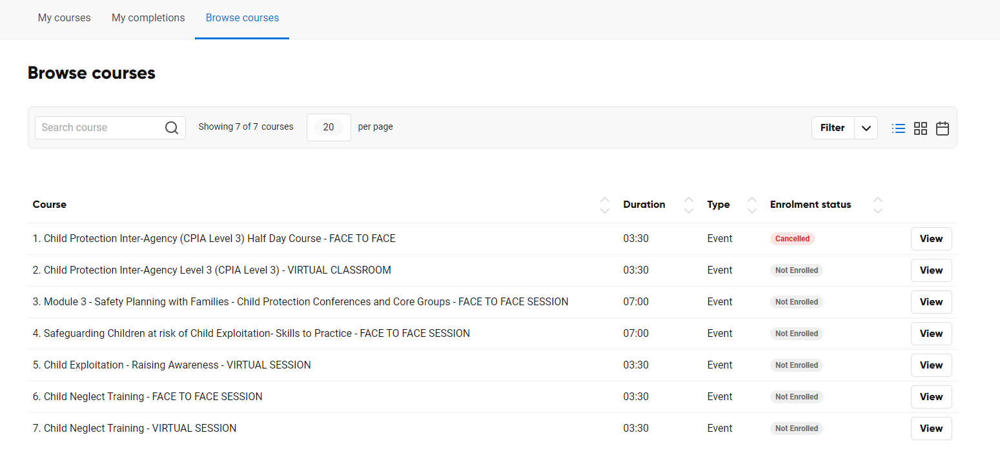 My courses My completions Browse courses
Browse courses
Search course Showing 7 of 7 courses 20 per page Filter
Course Duration Type Enrolment status
1. Child Protection Inter-Agency (CPIA Level 3) Half Day Course - FACE TO FACE 03:30 Event Cancelled View
2. Child Protection Inter-Agency Level 3 (CPIA Level 3) - VIRTUAL CLASSROOM 03:30 Event Not Enrolled View
3. Module 3 - Safety Planning with Families - Child Protection Conferences and Core Groups - FACE TO FACE SESSION 07:00 Event Not Enrolled View
4. Safeguarding Children at risk of Child Exploitation- Skills to Practice - FACE TO FACE SESSION 07:00 Event Not Enrolled View
5. Child Exploitation - Raising Awareness - VIRTUAL SESSION 03:30 Event Not Enrolled View
6. Child Neglect Training - FACE TO FACE SESSION 03:30 Event Not Enrolled View
7. Child Neglect Training - VIRTUAL SESSION 03:30 Event Not Enrolled View